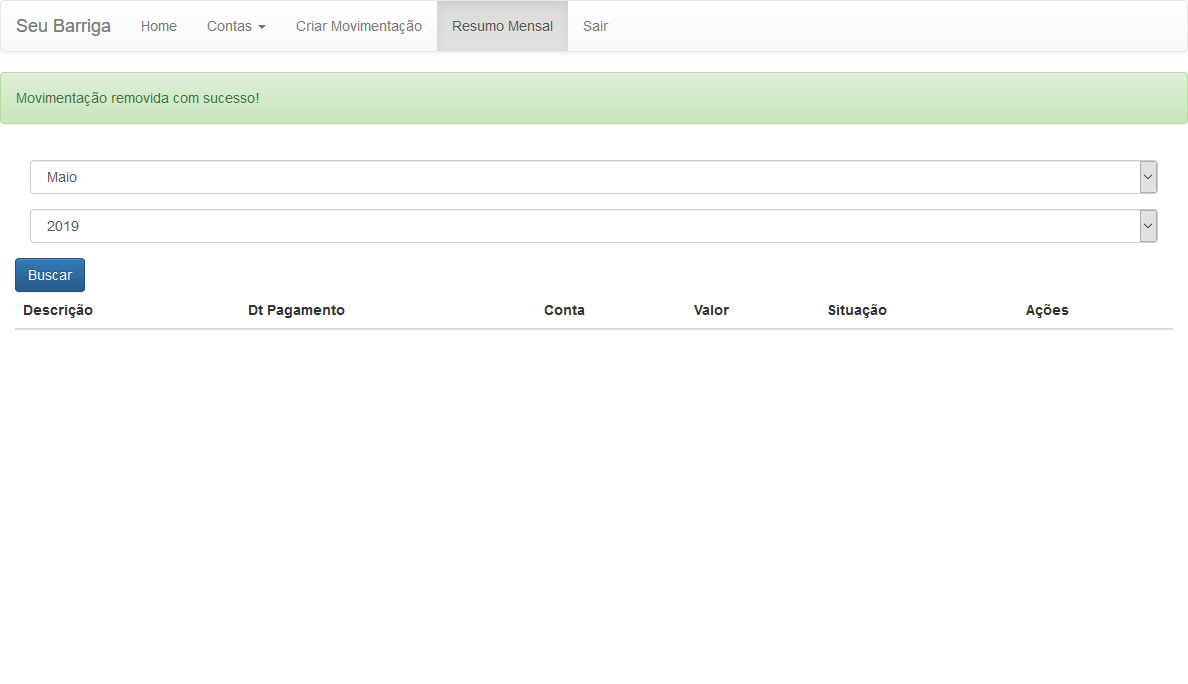 Seu Barriga Home Contas Criar Movimentação Resumo Mensal Sair
Movimentação removida com sucesso!
Maio
2019
Buscar
Descrição Dt Pagamento Conta Valor Situação Ações